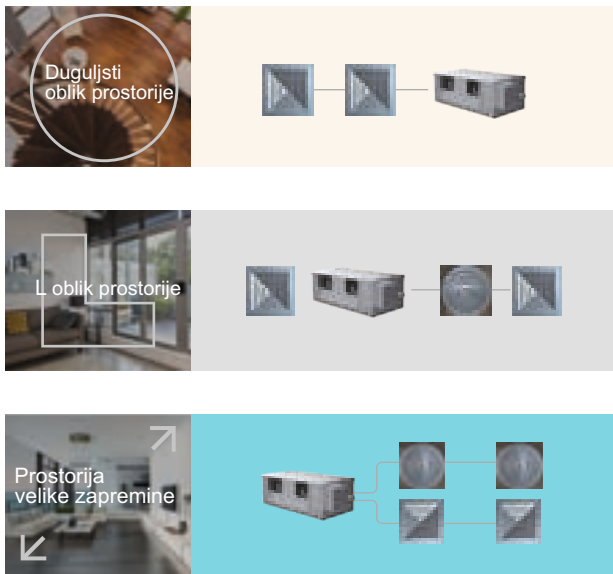 Duguljsti
oblik prostorije
L oblik prostorije
Prostorija
velike zapremine